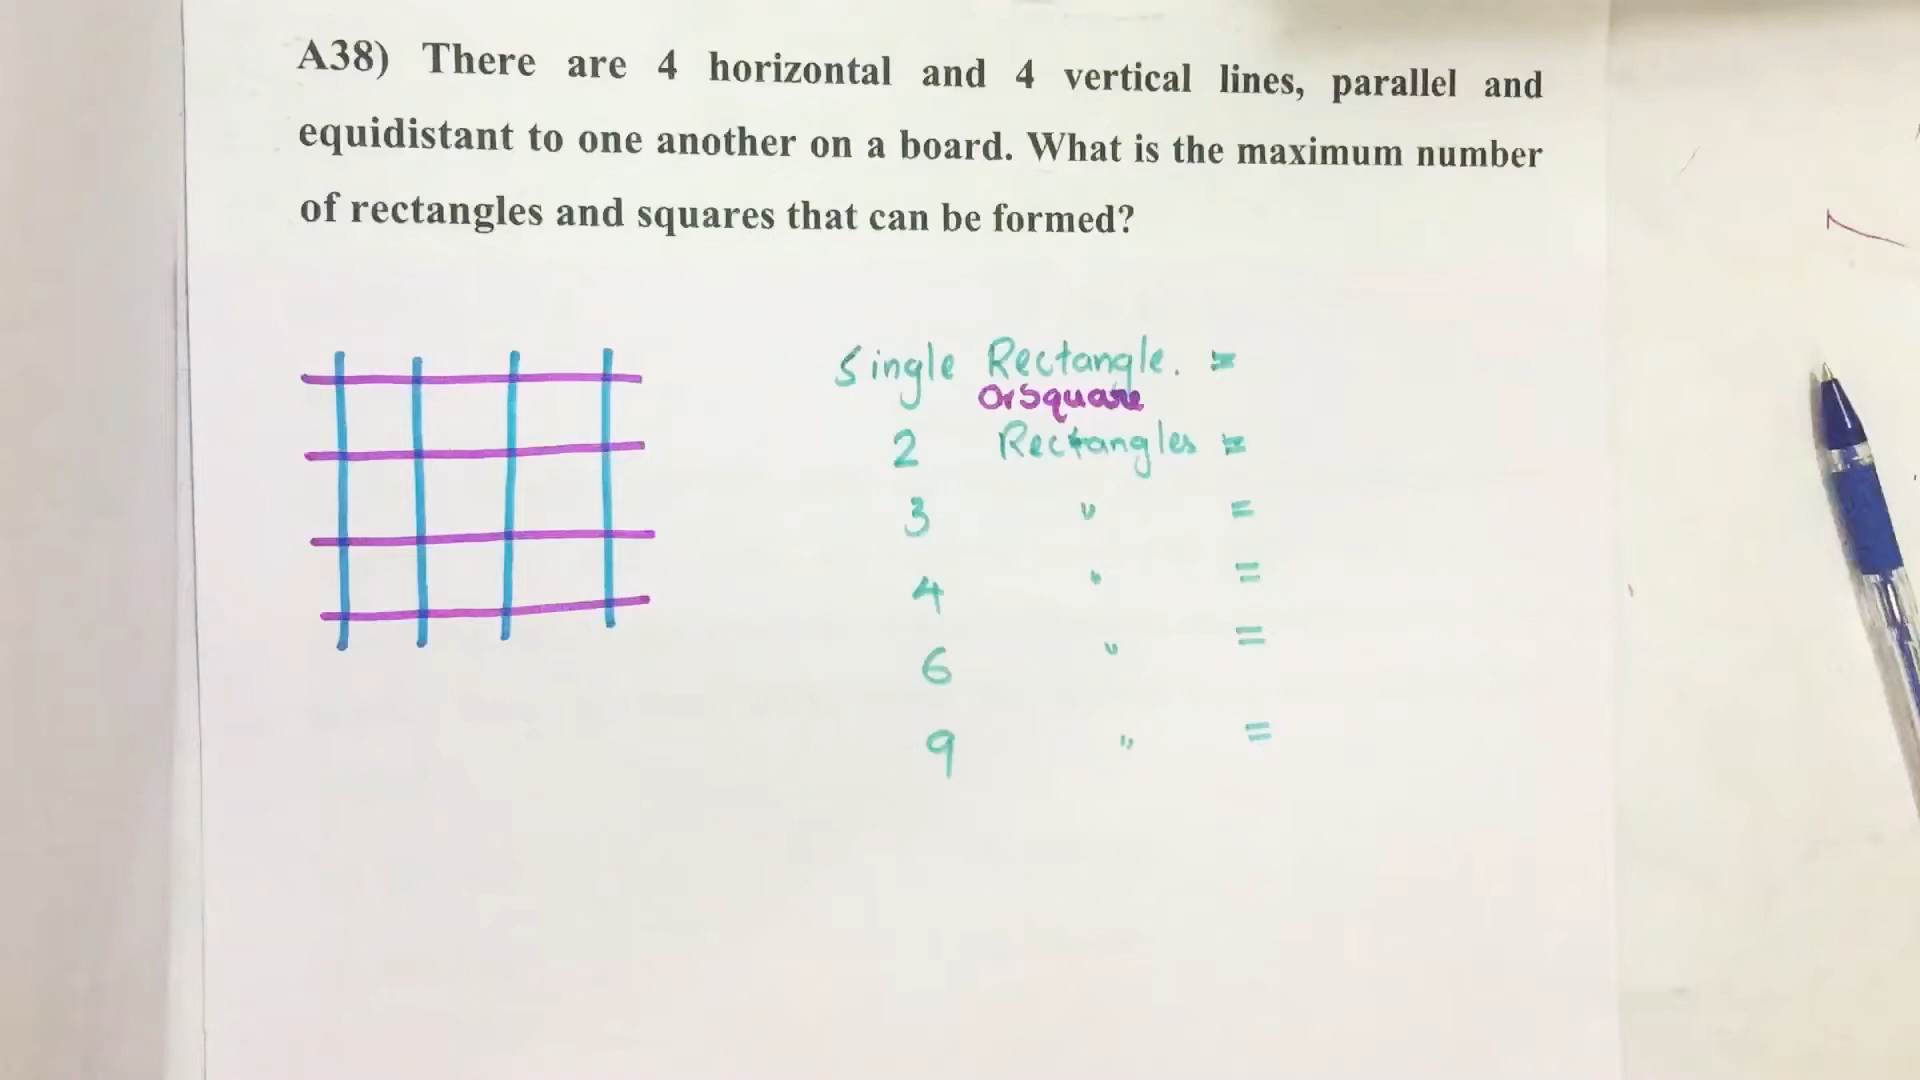 A38) There are 4 horizontal and 4 vertical lines, parallel and
equidistant to one another on a board. What is the maximum number
of rectangles and squares that can be formed?
Single Rectangle. =
Or Square
2 Rectangles =
3 " =
4 " =
6 " =
9 " =